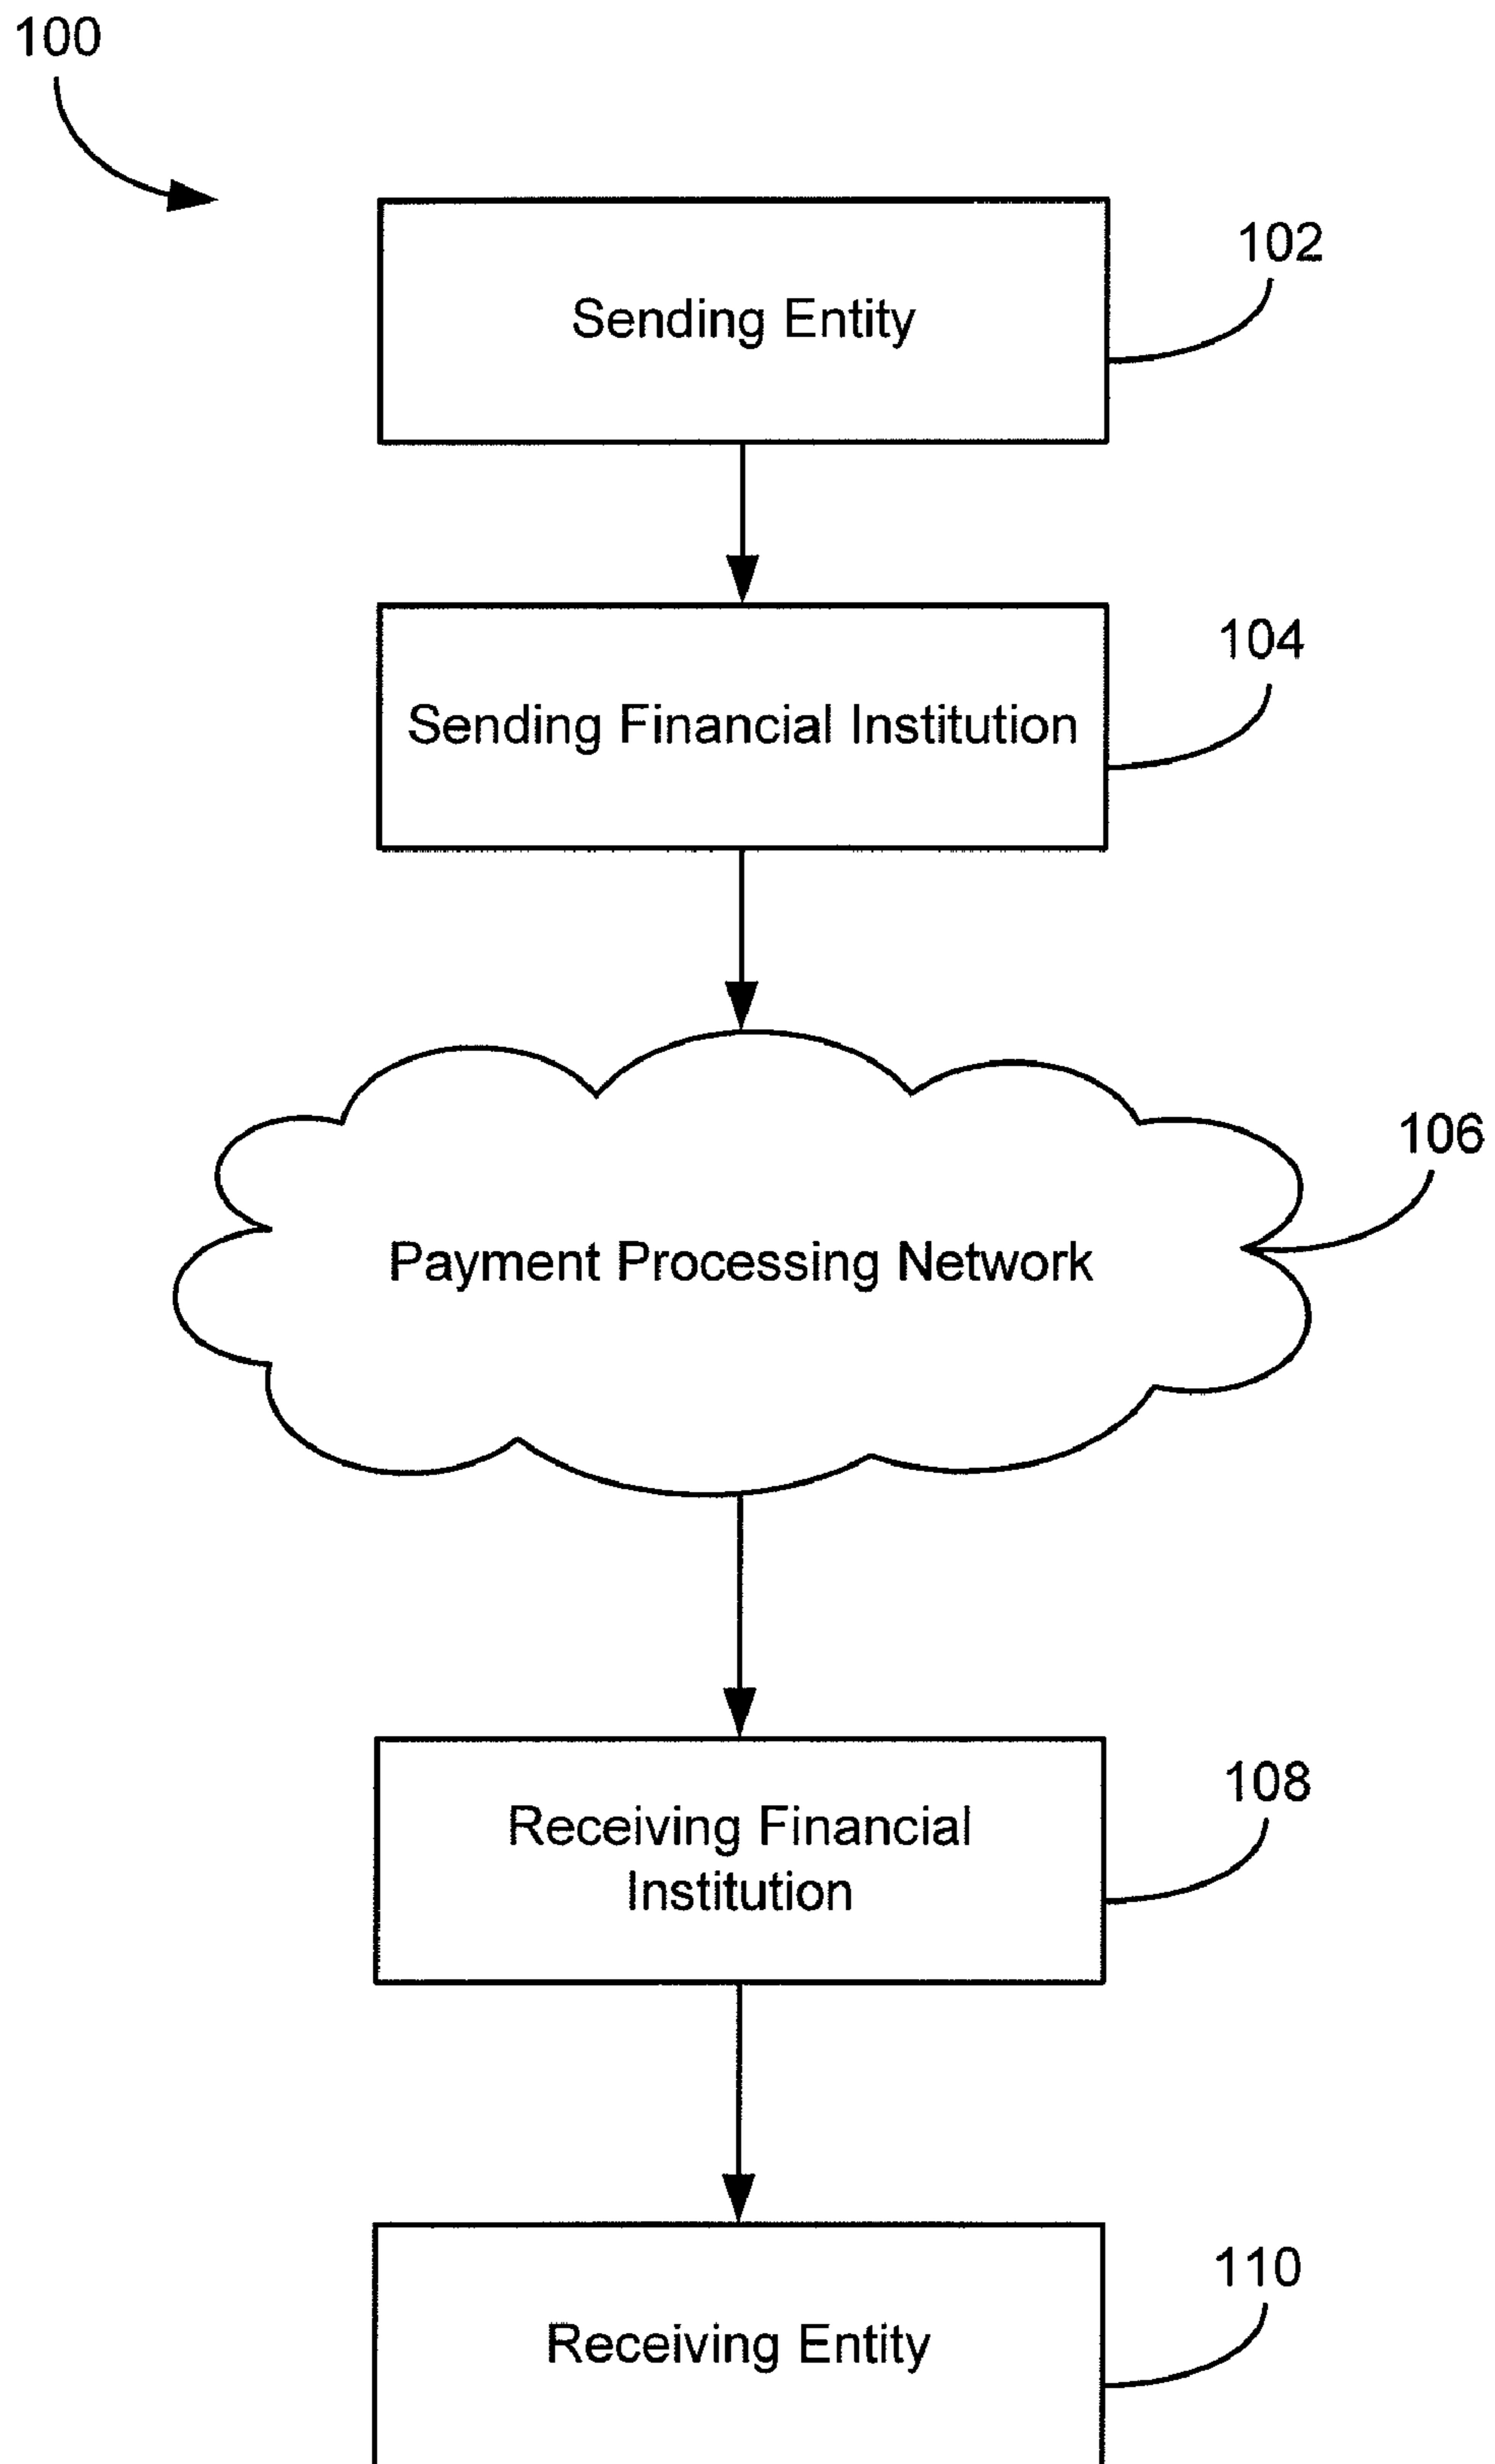 100
102
Sending Entity
104
Sending Financial Institution
106
Payment Processing Network
108
Receiving Financial
Institution
110
Receiving Entity